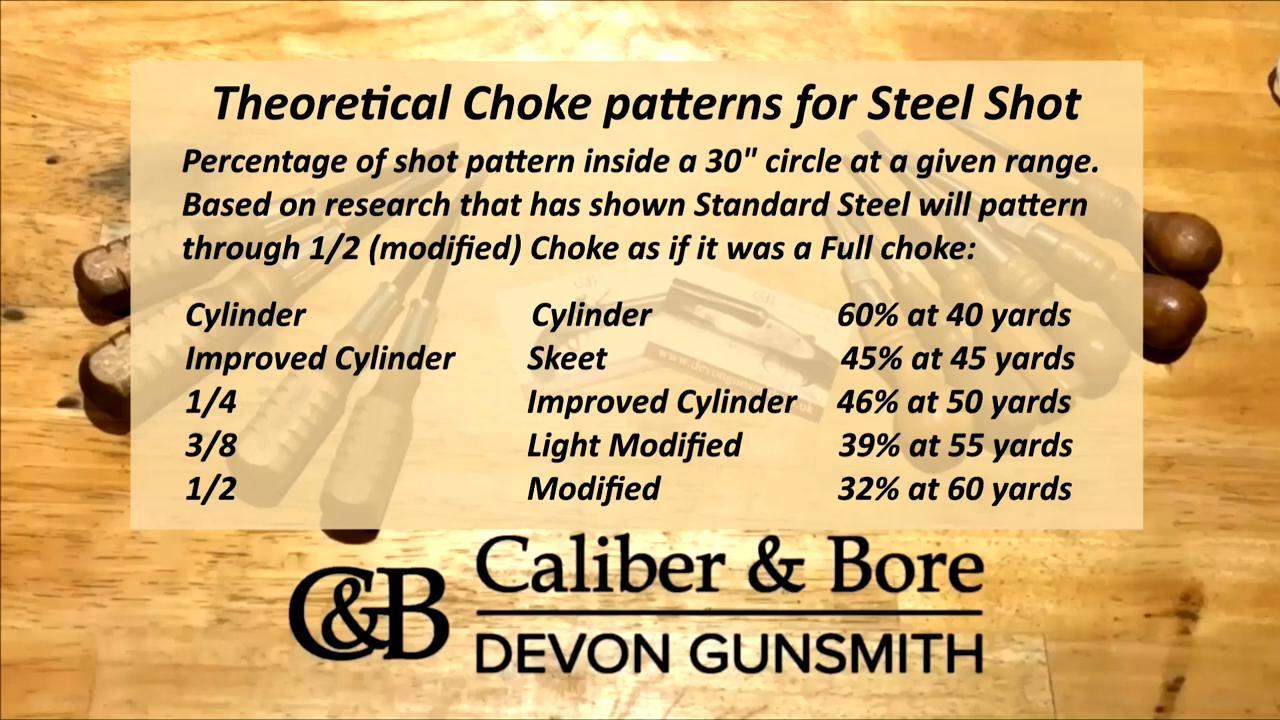 Theoretical Choke patterns for Steel Shot
Percentage of shot pattern inside a 30" circle at a given range.
Based on research that has shown Standard Steel will pattern
through 1/2 (modified) Choke as if it was a Full choke:
Cylinder Cylinder 60% at 40 yards
Improved Cylinder Skeet 45% at 45 yards
1/4 Improved Cylinder 46% at 50 yards
3/8 Light Modified 39% at 55 yards
1/2 Modified 32% at 60 yards
C&B
Caliber & Bore
DEVON GUNSMITH